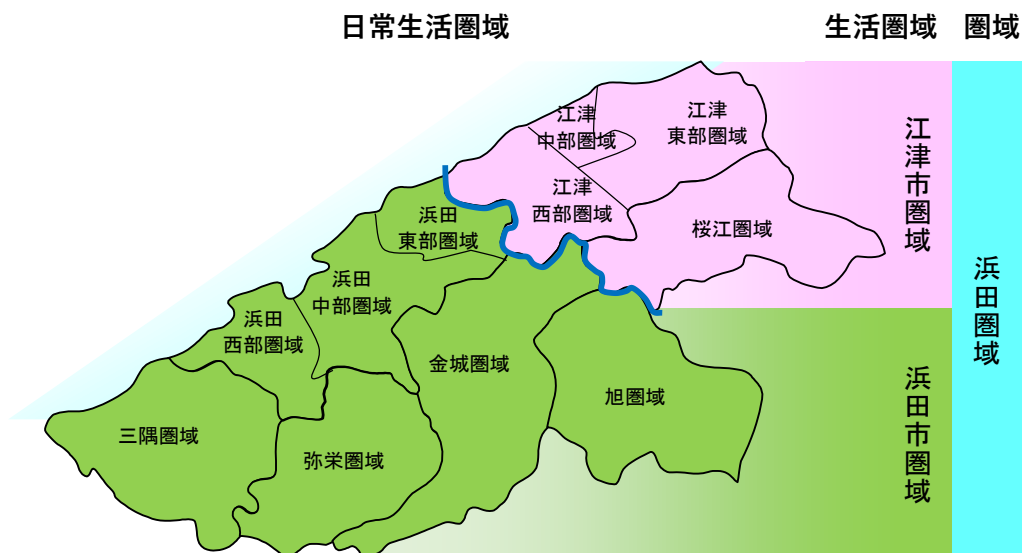 日常生活圏域
生活圏域
圏域
江津
中部圏域
江津
東部圏域
江津
西部圏域
桜江圏域
浜田
東部圏域
浜田
中部圏域
浜田
西部圏域
金城圏域
旭圏域
三隅圏域
弥栄圏域
江津市圏域
浜田市圏域
浜田圏域